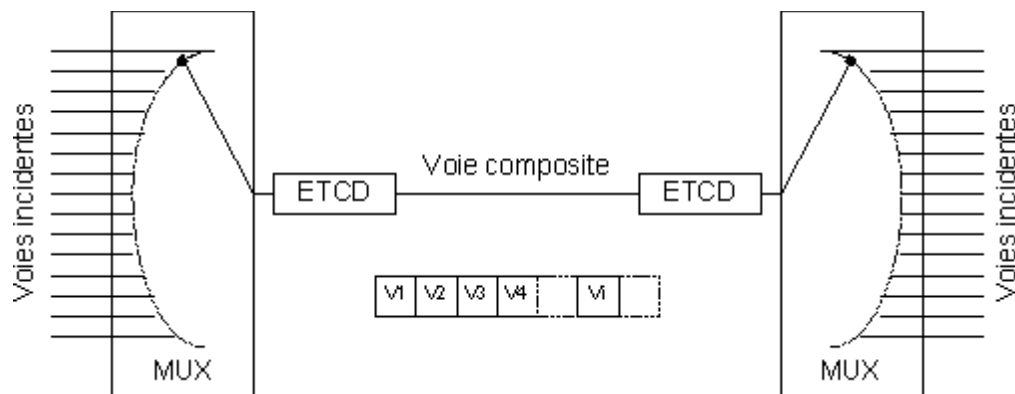 Voies incidentes
Voie composite
ETCD
ETCD
V1 V2 V3 V4 Vi
MUX
MUX
Voies incidentes